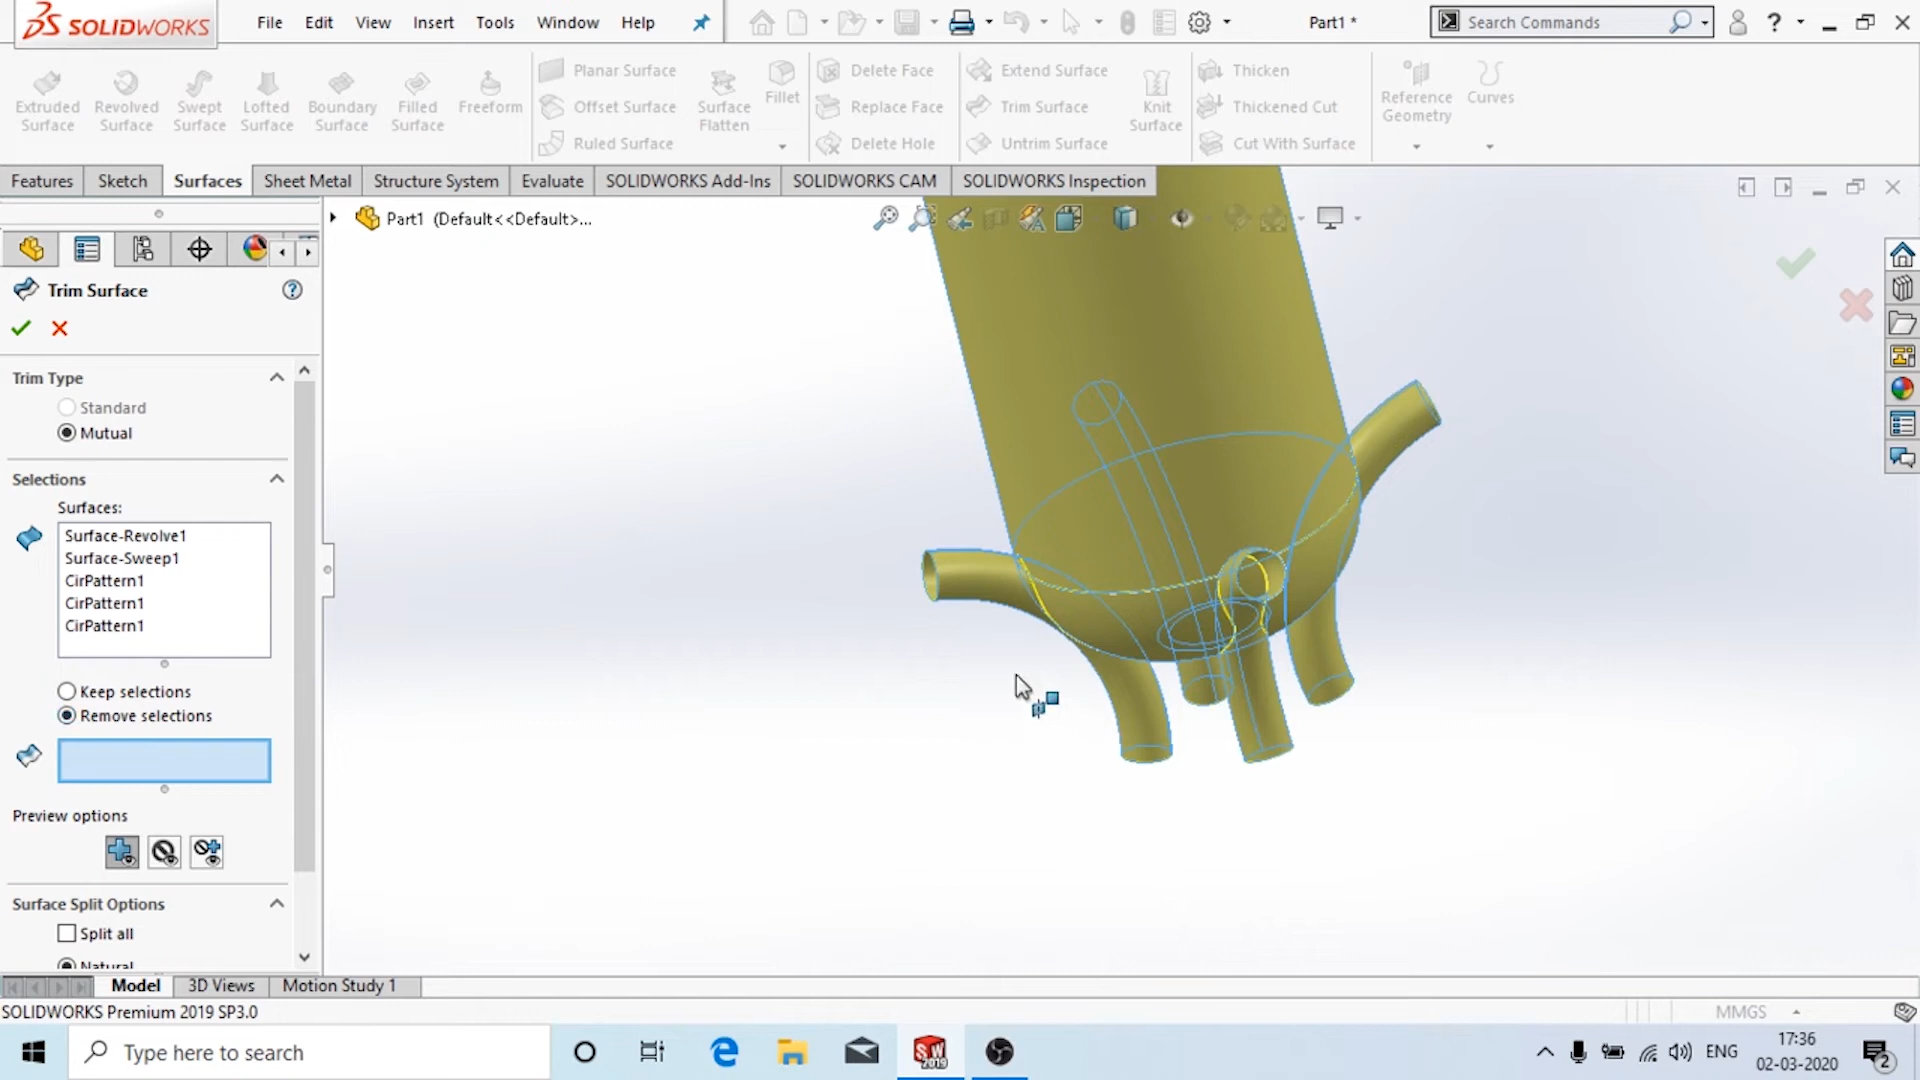 SOLIDWORKS File Edit View Insert Tools Window Help Part1 * Search Commands ?
Extruded Surface
Revolved Surface
Swept Surface
Lofted Surface
Boundary Surface
Filled Surface
Freeform
Planar Surface
Offset Surface
Ruled Surface
Surface Flatten
Fillet
Delete Face
Replace Face
Delete Hole
Extend Surface
Trim Surface
Untrim Surface
Knit Surface
Thicken
Thickened Cut
Cut With Surface
Reference Geometry
Curves
Features Sketch Surfaces Sheet Metal Structure System Evaluate SOLIDWORKS Add-Ins SOLIDWORKS CAM SOLIDWORKS Inspection
Part1 (Default<<Default>...
Trim Surface
Trim Type
Standard
Mutual
Selections
Surfaces:
Surface-Revolve1
Surface-Sweep1
CirPattern1
CirPattern1
CirPattern1
Keep selections
Remove selections
Preview options
Surface Split Options
Split all
Natural
Model 3D Views Motion Study 1
SOLIDWORKS Premium 2019 SP3.0 MMGS
Type here to search
SW 2019
ENG
17:36
02-03-2020
2